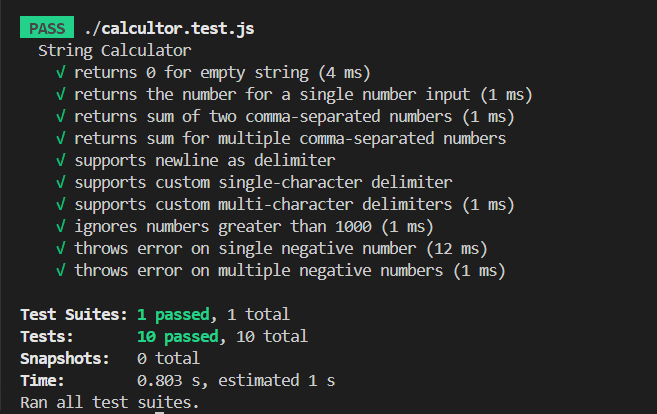 PASS ./calcultor.test.js
String Calculator
√ returns 0 for empty string (4 ms)
√ returns the number for a single number input (1 ms)
√ returns sum of two comma-separated numbers (1 ms)
√ returns sum for multiple comma-separated numbers
√ supports newline as delimiter
√ supports custom single-character delimiter
√ supports custom multi-character delimiters (1 ms)
√ ignores numbers greater than 1000 (1 ms)
√ throws error on single negative number (12 ms)
√ throws error on multiple negative numbers (1 ms)
Test Suites: 1 passed, 1 total
Tests: 10 passed, 10 total
Snapshots: 0 total
Time: 0.803 s, estimated 1 s
Ran all test suites.